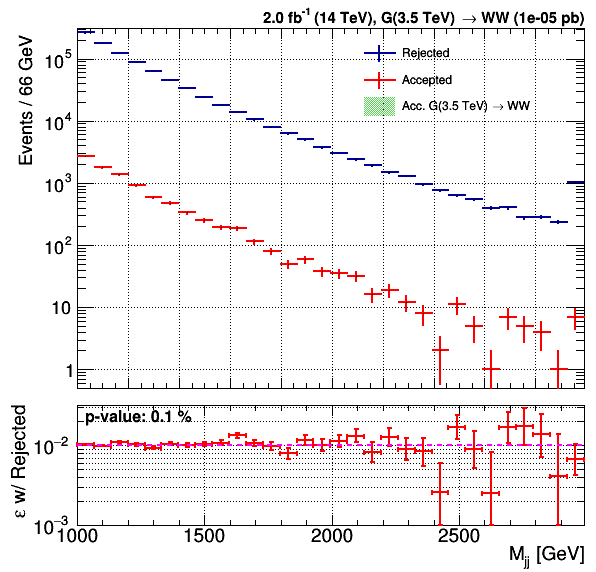 2.0 fb⁻¹ (14 TeV), G(3.5 TeV) → WW (1e-05 pb)
Events / 66 GeV
10⁵
10⁴
10³
10²
10
1
Rejected
Accepted
Acc. G(3.5 TeV) → WW
p-value: 0.1 %
ε w/ Rejected
10⁻²
10⁻³
1000 1500 2000 2500
M_jj [GeV]